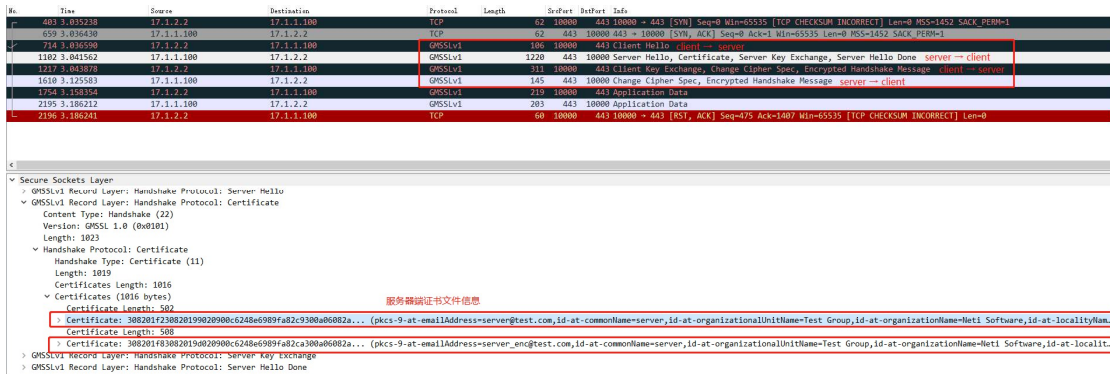 No. Time Source Destination Protocol Length SrcPort DstPort Info
403 3.035238 17.1.2.2 17.1.1.100 TCP 62 10000 443 10000 → 443 [SYN] Seq=0 Win=65535 [TCP CHECKSUM INCORRECT] Len=0 MSS=1452 SACK_PERM=1
659 3.036430 17.1.1.100 17.1.2.2 TCP 62 443 10000 443 → 10000 [SYN, ACK] Seq=0 Ack=1 Win=65535 Len=0 MSS=1452 SACK_PERM=1
714 3.036590 17.1.2.2 17.1.1.100 GMSSLv1 106 10000 443 Client Hello client → server
1102 3.041562 17.1.1.100 17.1.2.2 GMSSLv1 1220 443 10000 Server Hello, Certificate, Server Key Exchange, Server Hello Done server → client
1217 3.043878 17.1.2.2 17.1.1.100 GMSSLv1 311 10000 443 Client Key Exchange, Change Cipher Spec, Encrypted Handshake Message client → server
1610 3.125583 17.1.1.100 17.1.2.2 GMSSLv1 145 443 10000 Change Cipher Spec, Encrypted Handshake Message server → client
1754 3.158354 17.1.2.2 17.1.1.100 GMSSLv1 219 10000 443 Application Data
2195 3.186212 17.1.1.100 17.1.2.2 GMSSLv1 203 443 10000 Application Data
2196 3.186241 17.1.2.2 17.1.1.100 TCP 60 10000 443 10000 → 443 [RST, ACK] Seq=475 Ack=1407 Win=65535 [TCP CHECKSUM INCORRECT] Len=0
Secure Sockets Layer
GMSSLv1 Record Layer: Handshake Protocol: Server Hello
GMSSLv1 Record Layer: Handshake Protocol: Certificate
Content Type: Handshake (22)
Version: GMSSL 1.0 (0x0101)
Length: 1023
Handshake Protocol: Certificate
Handshake Type: Certificate (11)
Length: 1019
Certificates Length: 1016
Certificates (1016 bytes)
服务器端证书文件信息
Certificate Length: 502
Certificate: 308201f230820199020900c6248e6989fa82c9300a06082a... (pkcs-9-at-emailAddress=server@test.com,id-at-commonName=server,id-at-organizationalUnitName=Test Group,id-at-organizationName=Neti Software,id-at-localityNam…
Certificate Length: 508
Certificate: 308201f83082019d020900c6248e6989fa82ca300a06082a... (pkcs-9-at-emailAddress=server_enc@test.com,id-at-commonName=server,id-at-organizationalUnitName=Test Group,id-at-organizationName=Neti Software,id-at-localit…
GMSSLv1 Record Layer: Handshake Protocol: Server Key Exchange
GMSSLv1 Record Layer: Handshake Protocol: Server Hello Done